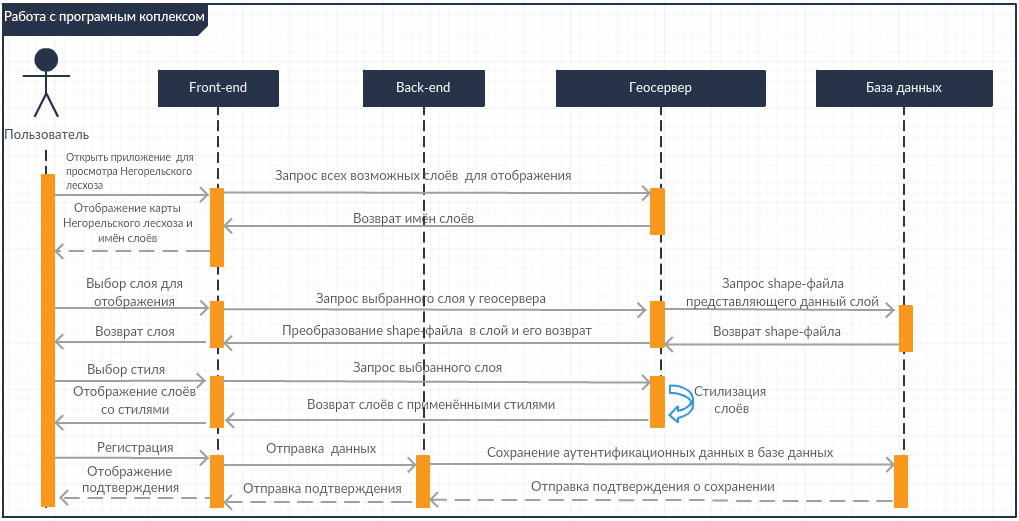 Работа с програмным коплексом
Front-end
Back-end
Геосервер
База данных
Пользователь
Открыть приложение для
просмотра Негорельского
лесхоза
Запрос всех возможных слоёв для отображения
Отображение карты
Негорельского лесхоза и
имён слоёв
Возврат имён слоёв
Выбор слоя для
отображения
Запрос выбранного слоя у геосервера
Запрос shape-файла
представляющего данный слой
Возврат слоя
Преобразование shape-файла в слой и его возврат
Возврат shape-файла
Выбор стиля
Запрос выбранного слоя
Отображение слоёв
со стилями
Возврат слоёв с применёнными стилями
Стилизация
слоёв
Регистрация
Отправка данных
Сохранение аутентификационных данных в базе данных
Отображение
подтверждения
Отправка подтверждения
Отправка подтверждения о сохранении